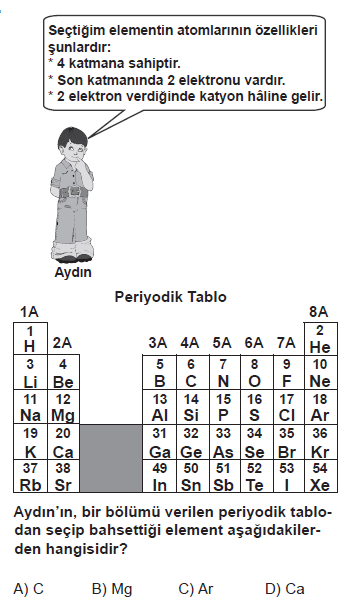 Seçtiğim elementin atomlarının özellikleri
şunlardır:
* 4 katmana sahiptir.
* Son katmanında 2 elektronu vardır.
* 2 elektron verdiğinde katyon hâline gelir.
Aydın
Periyodik Tablo
1A 8A
1 2
H 2A 3A 4A 5A 6A 7A He
3 4 5 6 7 8 9 10
Li Be B C N O F Ne
11 12 13 14 15 16 17 18
Na Mg Al Si P S Cl Ar
19 20 31 32 33 34 35 36
K Ca Ga Ge As Se Br Kr
37 38 49 50 51 52 53 54
Rb Sr In Sn Sb Te I Xe
Aydın'ın, bir bölümü verilen periyodik tablo-
dan seçip bahsettiği element aşağıdakiler-
den hangisidir?
A) C B) Mg C) Ar D) Ca